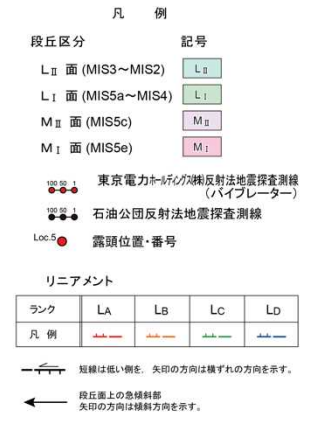 凡 例
段丘区分 記号
LⅡ 面 (MIS3～MIS2) LⅡ
LⅠ 面 (MIS5a～MIS4) LⅠ
MⅡ 面 (MIS5c) MⅡ
MⅠ 面 (MIS5e) MⅠ
100 50 1 東京電力ホールディングス㈱反射法地震探査測線
(バイブレーター)
100 50 1 石油公団反射法地震探査測線
Loc.5 露頭位置・番号
リニアメント
ランク LA LB LC LD
凡 例
短線は低い側を、矢印の方向は横ずれの方向を示す。
段丘面上の急傾斜部
矢印の方向は傾斜方向を示す。